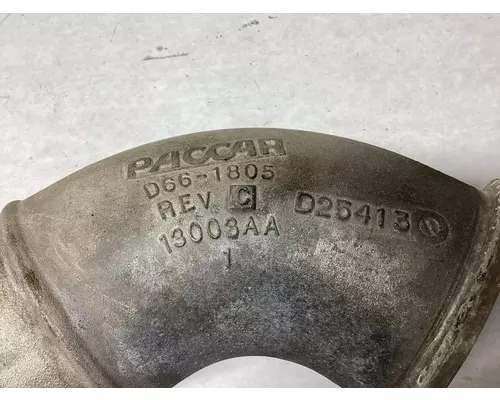 PACCAR
D66-1805
REV C D25413
13003AA
1